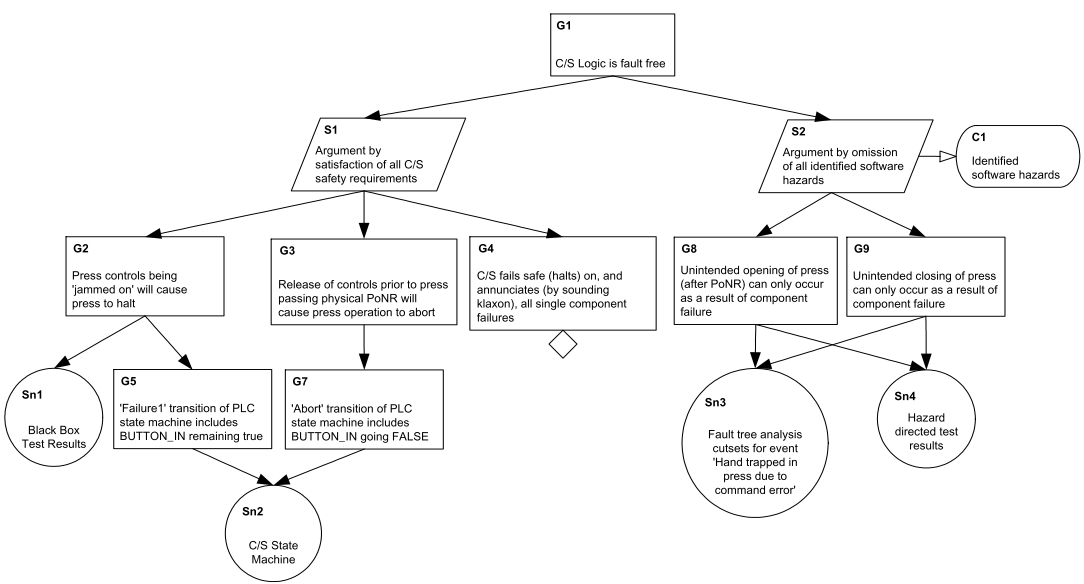 G1
C/S Logic is fault free
S1
Argument by
satisfaction of all C/S
safety requirements
S2
Argument by omission
of all identified software
hazards
C1
Identified
software hazards
G2
Press controls being
'jammed on' will cause
press to halt
G3
Release of controls prior to press
passing physical PoNR will
cause press operation to abort
G4
C/S fails safe (halts) on, and
annunciates (by sounding
klaxon), all single component
failures
G8
Unintended opening of press
(after PoNR) can only occur
as a result of component
failure
G9
Unintended closing of press
can only occur as a result of
component failure
Sn1
Black Box
Test Results
G5
'Failure1' transition of PLC
state machine includes
BUTTON_IN remaining true
G7
'Abort' transition of PLC
state machine includes
BUTTON_IN going FALSE
Sn3
Fault tree analysis
cutsets for event
'Hand trapped in
press due to
command error'
Sn4
Hazard
directed test
results
Sn2
C/S State
Machine